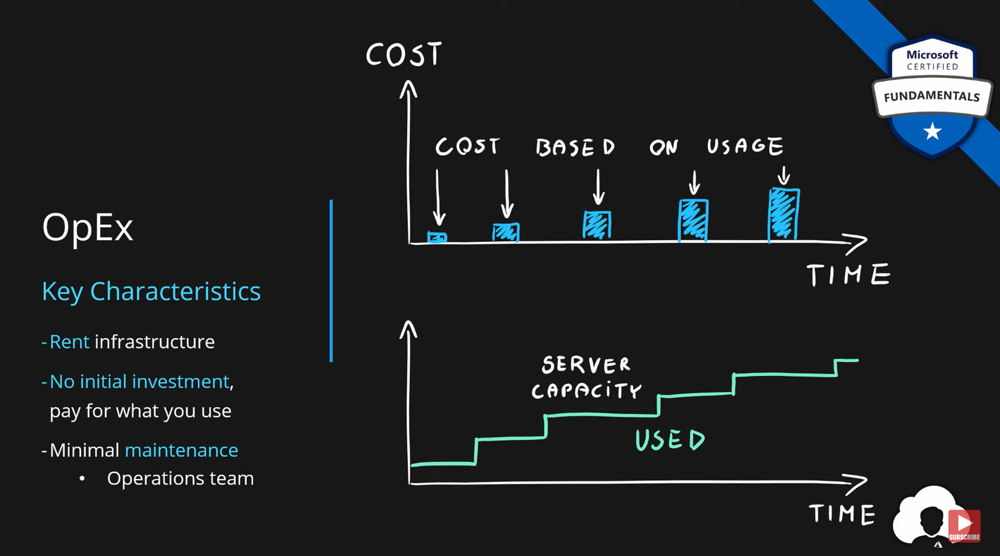 OpEx
Key Characteristics
-Rent infrastructure
-No initial investment,
pay for what you use
-Minimal maintenance
• Operations team
COST
COST BASED ON USAGE
TIME
SERVER
CAPACITY
USED
TIME
Microsoft
CERTIFIED
FUNDAMENTALS
SUBSCRIBE